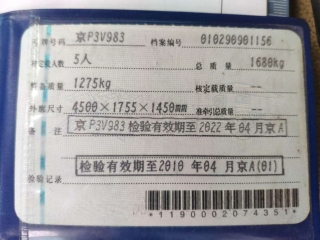 号牌号码 京P3V983 档案编号 010290901156
核定载人数 5人 总质量 1680kg
整备质量 1275kg 核定载质量 --
外廓尺寸 4500×1755×1450mm 准牵引总质量 --
备注 京P3V983 检验有效期至2022年04月京A
检验有效期至2010年04月京A(01)
检验记录
*1190002074351*